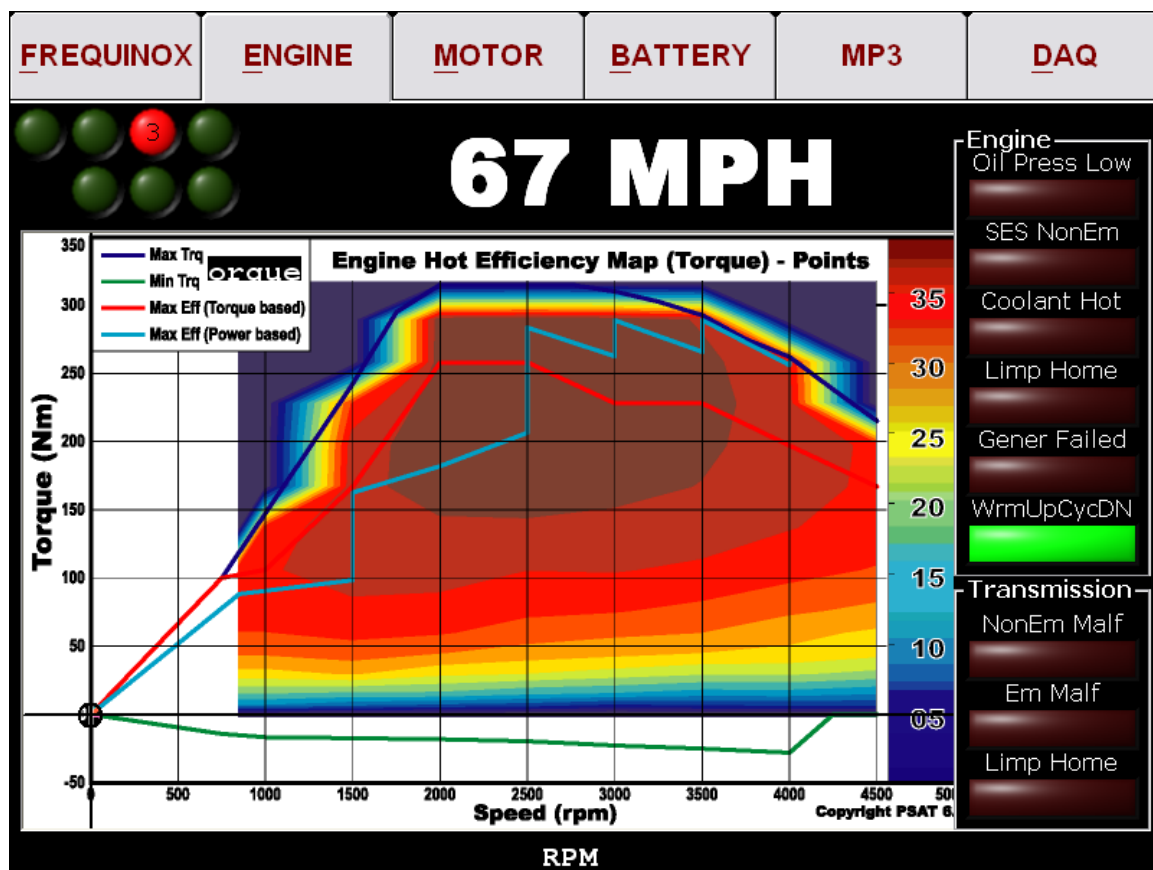 FREQUINOX ENGINE MOTOR BATTERY MP3 DAQ
3
67 MPH
Engine
Oil Press Low
SES NonEm
Coolant Hot
Limp Home
Gener Failed
WrmUpCycDN
Transmission
NonEm Malf
Em Malf
Limp Home
Engine Hot Efficiency Map (Torque) - Points
Max Trq
Min Trq
Max Eff (Torque based)
Max Eff (Power based)
orque
Torque (Nm)
350
300
250
200
150
100
50
0
-50
0 500 1000 1500 2000 2500 3000 3500 4000 4500
Speed (rpm)
Copyright PSAT 6.
35
30
25
20
15
10
05
RPM